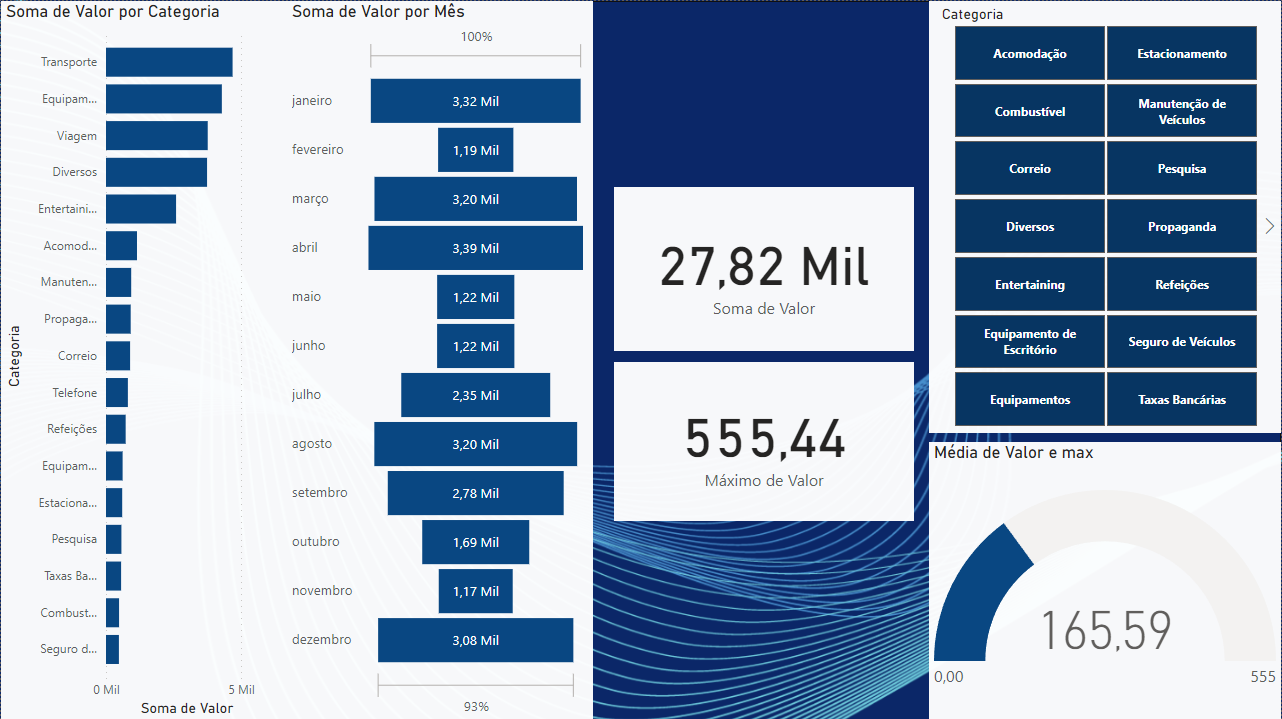 Soma de Valor por Categoria
Categoria
Transporte
Equipam...
Viagem
Diversos
Entertaini...
Acomod...
Manuten...
Propaga...
Correio
Telefone
Refeições
Equipam...
Estaciona...
Pesquisa
Taxas Ba...
Combust...
Seguro d...
0 Mil
5 Mil
Soma de Valor
Soma de Valor por Mês
100%
janeiro 3,32 Mil
fevereiro 1,19 Mil
março 3,20 Mil
abril 3,39 Mil
maio 1,22 Mil
junho 1,22 Mil
julho 2,35 Mil
agosto 3,20 Mil
setembro 2,78 Mil
outubro 1,69 Mil
novembro 1,17 Mil
dezembro 3,08 Mil
93%
27,82 Mil
Soma de Valor
555,44
Máximo de Valor
Categoria
Acomodação
Estacionamento
Combustível
Manutenção de
Veículos
Correio
Pesquisa
Diversos
Propaganda
Entertaining
Refeições
Equipamento de
Escritório
Seguro de Veículos
Equipamentos
Taxas Bancárias
Média de Valor e max
165,59
0,00
555